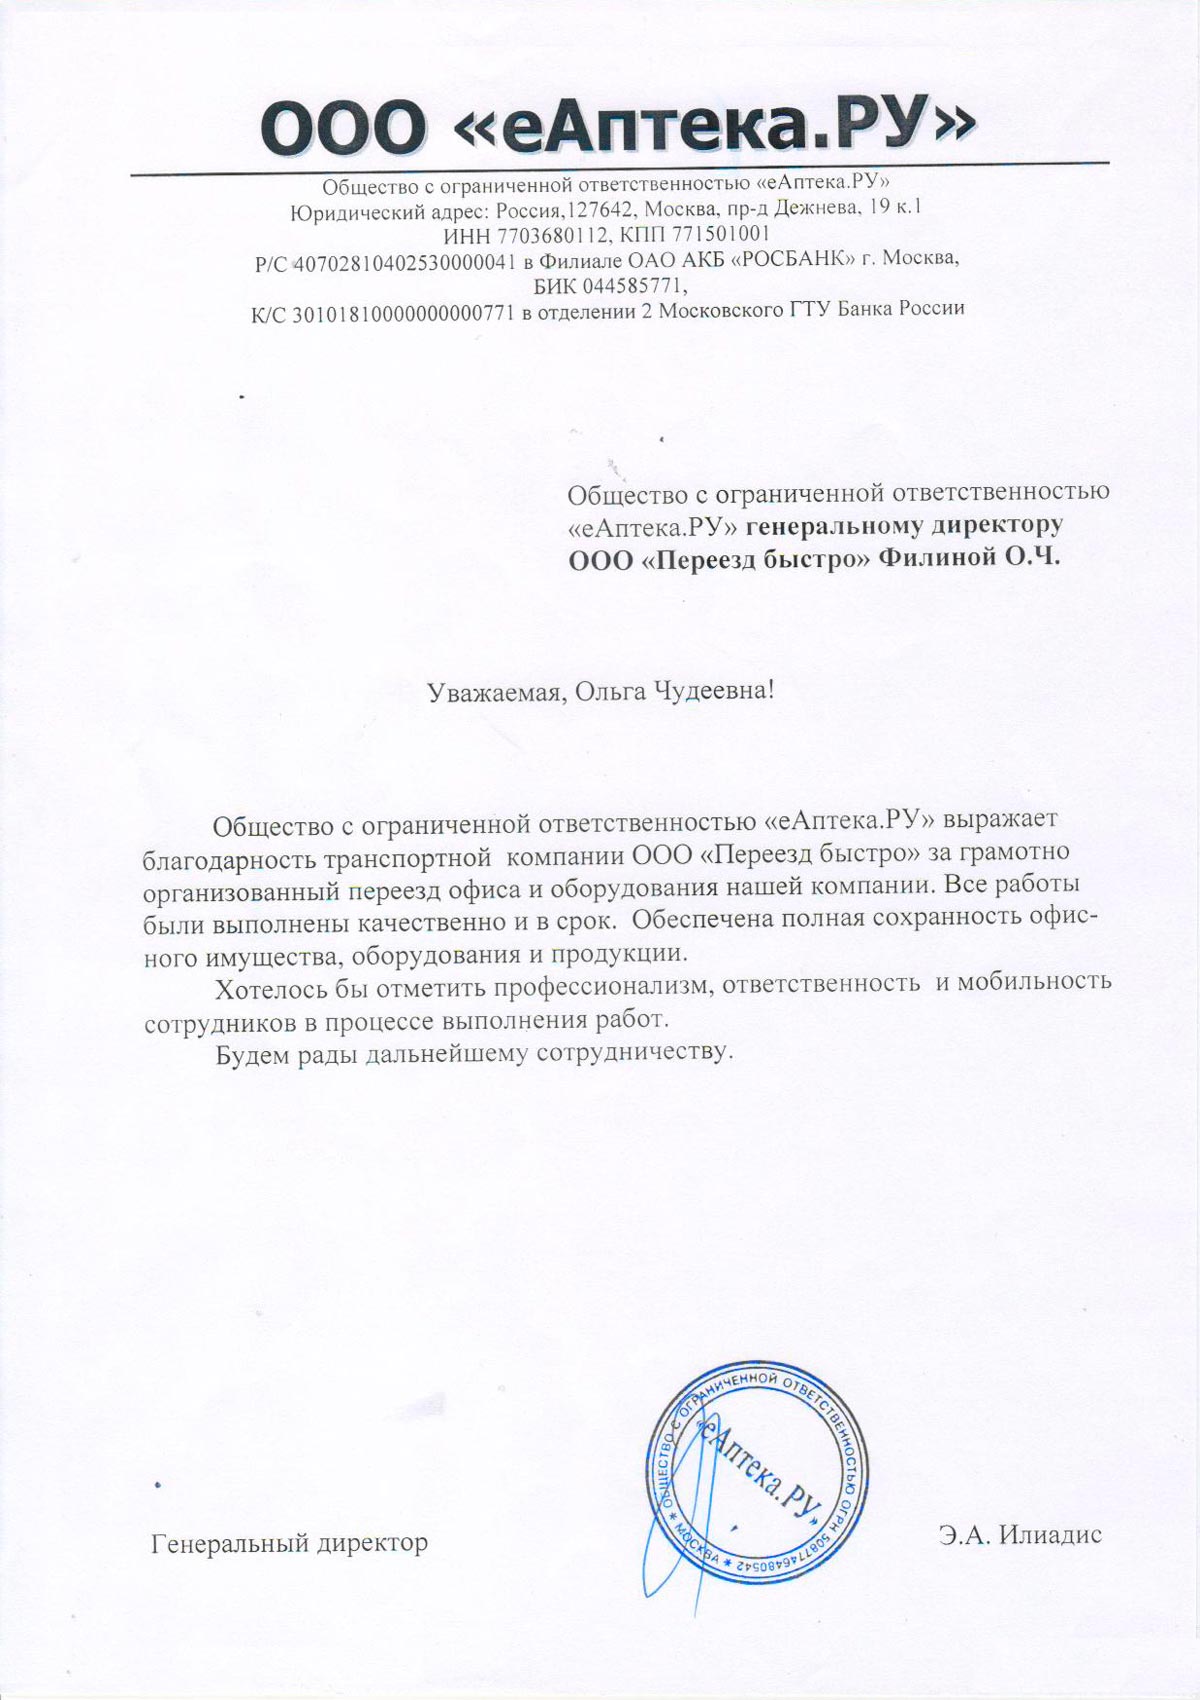 ООО «еАптека.РУ»
Общество с ограниченной ответственностью «еАптека.РУ»
Юридический адрес: Россия,127642, Москва, пр-д Дежнева, 19 к.1
ИНН 7703680112, КПП 771501001
Р/С 40702810402530000041 в Филиале ОАО АКБ «РОСБАНК» г. Москва,
БИК 044585771,
К/С 30101810000000000771 в отделении 2 Московского ГТУ Банка России
Общество с ограниченной ответственностью
«еАптека.РУ» генеральному директору
ООО «Переезд быстро» Филиной О.Ч.
Уважаемая, Ольга Чудеевна!
Общество с ограниченной ответственностью «еАптека.РУ» выражает
благодарность транспортной  компании ООО «Переезд быстро» за грамотно
организованный переезд офиса и оборудования нашей компании. Все работы
были выполнены качественно и в срок.  Обеспечена полная сохранность офис-
ного имущества, оборудования и продукции.
Хотелось бы отметить профессионализм, ответственность  и мобильность
сотрудников в процессе выполнения работ.
Будем рады дальнейшему сотрудничеству.
ОБЩЕСТВО С ОГРАНИЧЕННОЙ ОТВЕТСТВЕННОСТЬЮ ОГРН 5087746480542
* МОСКВА *
«еАптека.РУ»
Генеральный директор
Э.А. Илиадис